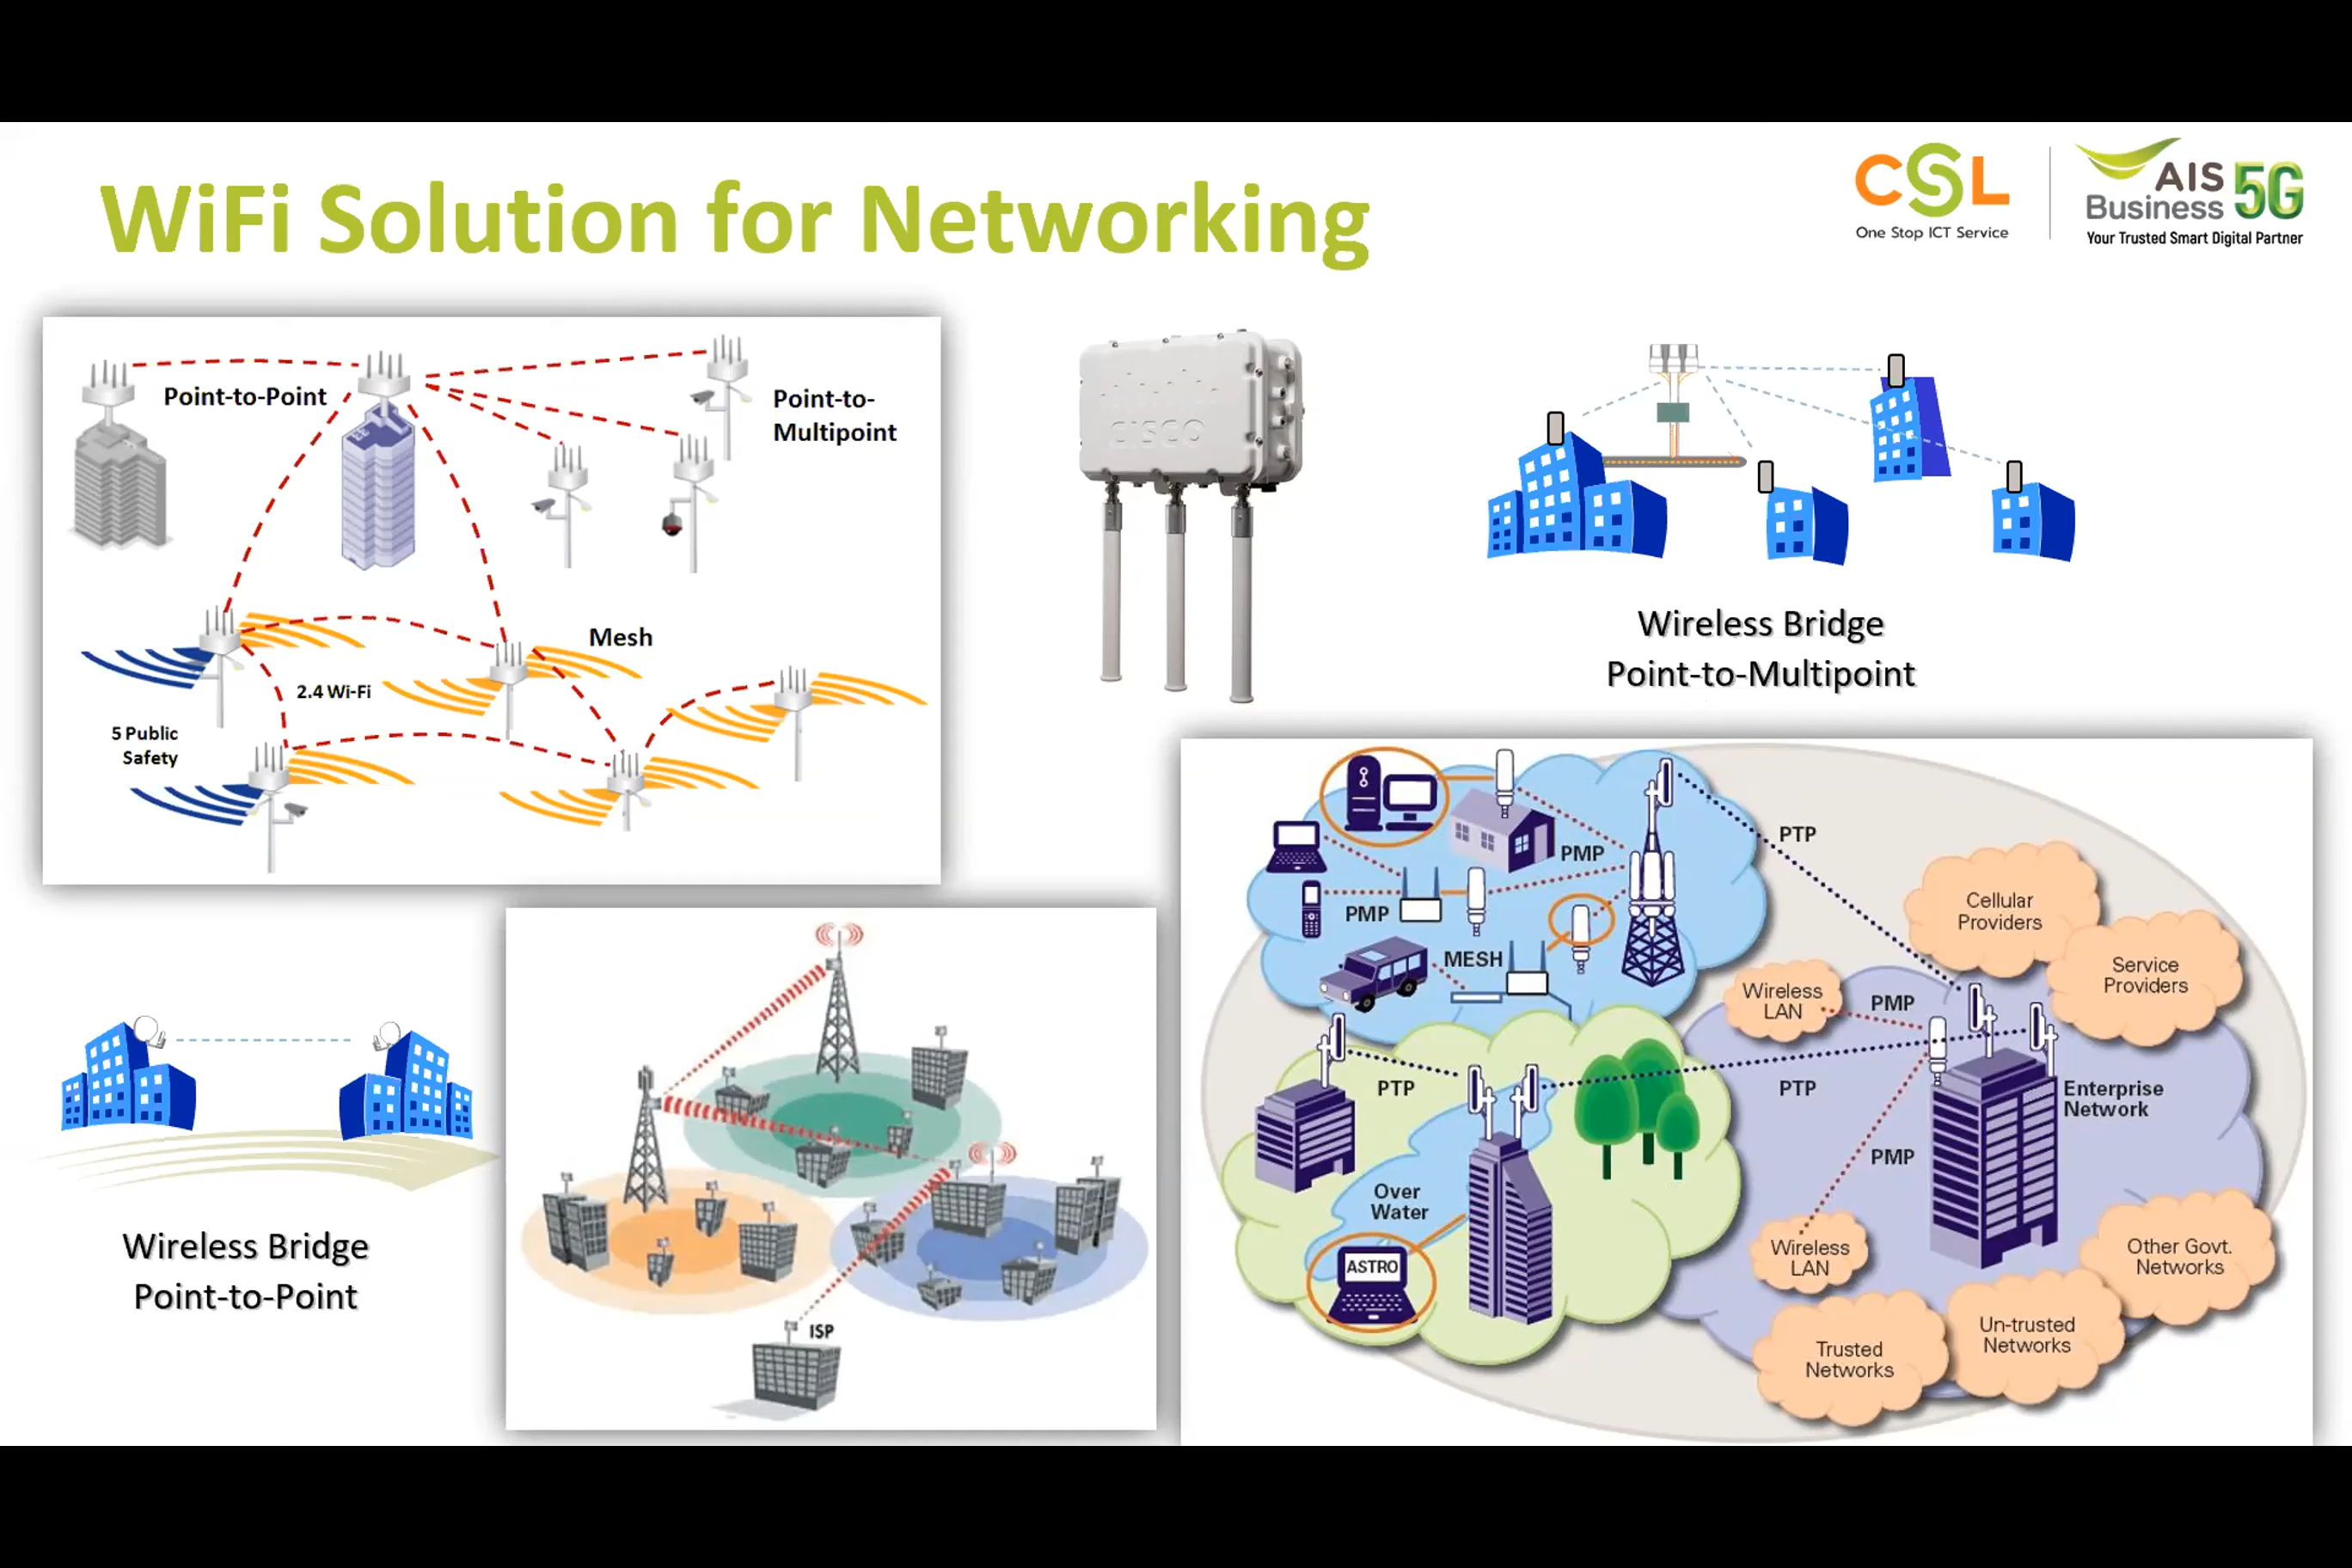 WiFi Solution for Networking
CSL
One Stop ICT Service
AIS
Business 5G
Your Trusted Smart Digital Partner
Point-to-Point
Point-to-
Multipoint
Mesh
2.4 Wi-Fi
5 Public
Safety
CISCO
Wireless Bridge
Point-to-Multipoint
Wireless Bridge
Point-to-Point
ISP
PTP
PMP
PMP
MESH
Cellular
Providers
Service
Providers
Wireless
LAN
PMP
PTP
PTP
Enterprise
Network
PMP
Over
Water
ASTRO
Wireless
LAN
Other Govt.
Networks
Un-trusted
Networks
Trusted
Networks